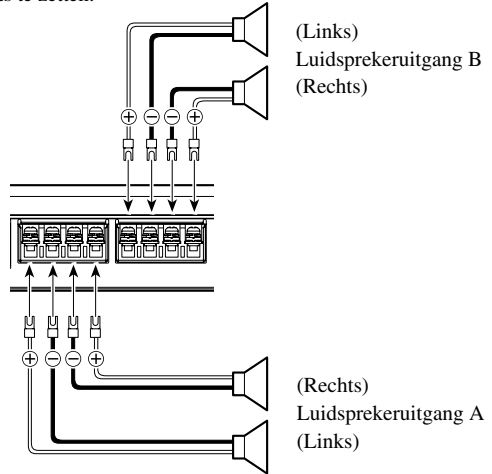 (Links)
Luidsprekeruitgang B
(Rechts)
+ − − +
+ − − +
(Rechts)
Luidsprekeruitgang A
(Links)